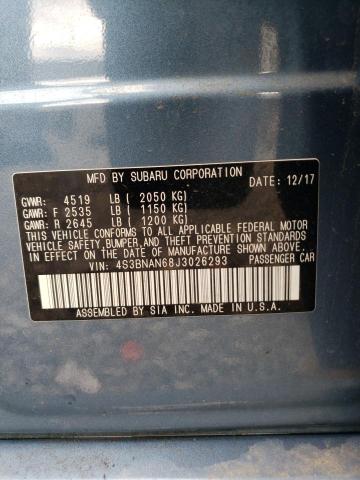 MFD BY SUBARU CORPORATION
DATE: 12/17
GVWR: 4519 LB ( 2050 KG)
GAWR: F 2535 LB ( 1150 KG)
GAWR: R 2645 LB ( 1200 KG)
THIS VEHICLE CONFORMS TO ALL APPLICABLE FEDERAL MOTOR
VEHICLE SAFETY, BUMPER, AND THEFT PREVENTION STANDARDS
IN EFFECT ON THE DATE OF MANUFACTURE SHOWN ABOVE.
VIN: 4S3BNAN68J3026293 PASSENGER CAR
ASSEMBLED BY SIA INC. MADE IN U.S.A.